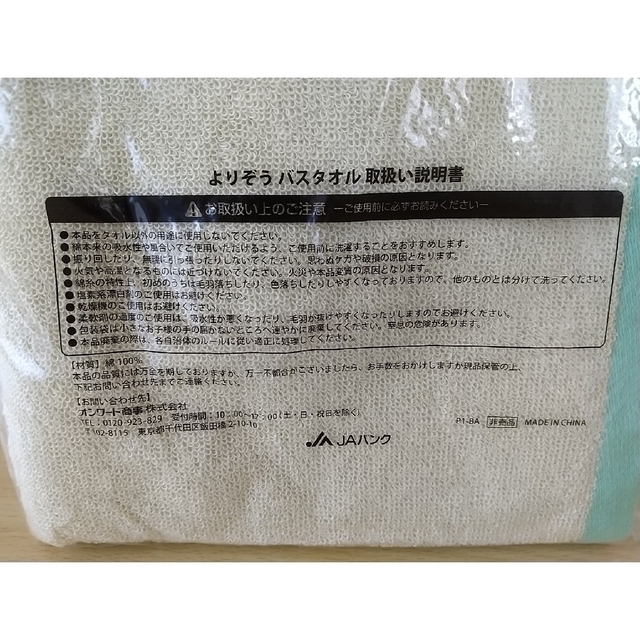 よりぞう バスタオル 取扱い説明書
お取扱い上のご注意 ーご使用前に必ずお読みくださいー
●本品をタオル以外の用途に使用しないでください。
●綿本来の吸水性や風合いでご使用いただけるよう、ご使用前に洗濯することをおすすめします。
●振り回したり、無理に引っ張ったりしないでください。思わぬケガや破損の原因となります。
●火気や高温となるものには近づけないでください。火災や本品変質の原因となります。
●綿糸の特性上、初めのうちは毛羽落ちしたり、色落ちしたりしやすくなっておりますので、他のものとは分けて洗ってください。
●塩素系漂白剤のご使用はお避けください。
●乾燥機のご使用はお避けください。
●柔軟剤の過度のご使用は、吸水性が悪くなったり、毛羽が抜けやすくなったりしますのでお避けください。
●包装袋は小さなお子様の手の届かないところへ速やかに廃棄してください。窒息の危険があります。
●本品廃棄の際は、各自治体のルールに従い適正に処理してください。
【材質】綿100%
本品の品質には万全を期しておりますが、万一不都合がございましたら、お手数をおかけしますが現品保管の上、
下記お問い合わせ先までご連絡ください。
【お問い合わせ先】
オンワード商事株式会社
TEL:0120-923-829 受付時間:10:00〜17:00(土・日・祝日を除く)
〒102-8115 東京都千代田区飯田橋2-10-10
JAバンク
P1-BA 非売品 MADE IN CHINA